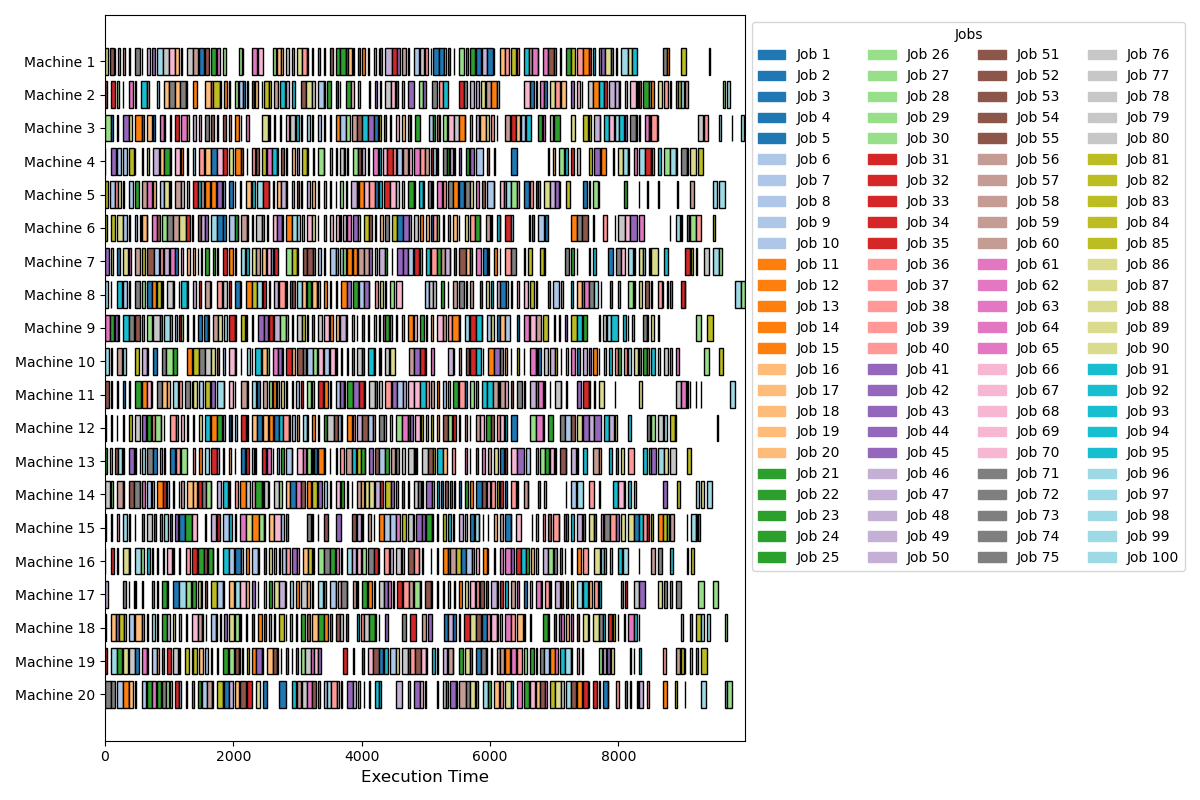 Machine 1
Machine 2
Machine 3
Machine 4
Machine 5
Machine 6
Machine 7
Machine 8
Machine 9
Machine 10
Machine 11
Machine 12
Machine 13
Machine 14
Machine 15
Machine 16
Machine 17
Machine 18
Machine 19
Machine 20
0 2000 4000 6000 8000
Execution Time
Jobs
Job 1 Job 26 Job 51 Job 76
Job 2 Job 27 Job 52 Job 77
Job 3 Job 28 Job 53 Job 78
Job 4 Job 29 Job 54 Job 79
Job 5 Job 30 Job 55 Job 80
Job 6 Job 31 Job 56 Job 81
Job 7 Job 32 Job 57 Job 82
Job 8 Job 33 Job 58 Job 83
Job 9 Job 34 Job 59 Job 84
Job 10 Job 35 Job 60 Job 85
Job 11 Job 36 Job 61 Job 86
Job 12 Job 37 Job 62 Job 87
Job 13 Job 38 Job 63 Job 88
Job 14 Job 39 Job 64 Job 89
Job 15 Job 40 Job 65 Job 90
Job 16 Job 41 Job 66 Job 91
Job 17 Job 42 Job 67 Job 92
Job 18 Job 43 Job 68 Job 93
Job 19 Job 44 Job 69 Job 94
Job 20 Job 45 Job 70 Job 95
Job 21 Job 46 Job 71 Job 96
Job 22 Job 47 Job 72 Job 97
Job 23 Job 48 Job 73 Job 98
Job 24 Job 49 Job 74 Job 99
Job 25 Job 50 Job 75 Job 100